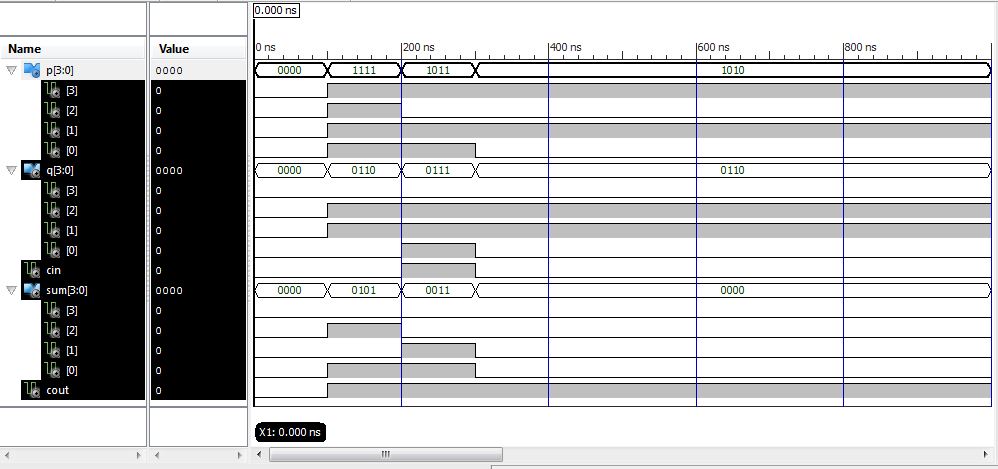 0.000 ns
Name Value 0 ns 200 ns 400 ns 600 ns 800 ns
p[3:0] 0000 0000 1111 1011 1010
[3] 0
[2] 0
[1] 0
[0] 0
q[3:0] 0000 0000 0110 0111 0110
[3] 0
[2] 0
[1] 0
[0] 0
cin 0
sum[3:0] 0000 0000 0101 0011 0000
[3] 0
[2] 0
[1] 0
[0] 0
cout 0
X1: 0.000 ns